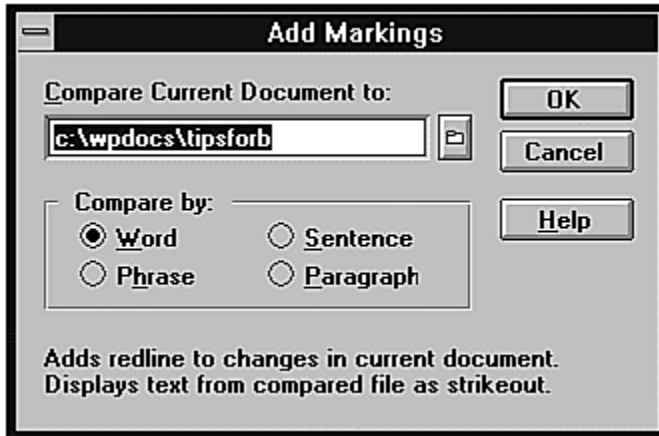 Add Markings
Compare Current Document to:
OK
c:\wpdocs\tipsforb
Cancel
Compare by:
Help
Word
Sentence
Phrase
Paragraph
Adds redline to changes in current document.
Displays text from compared file as strikeout.